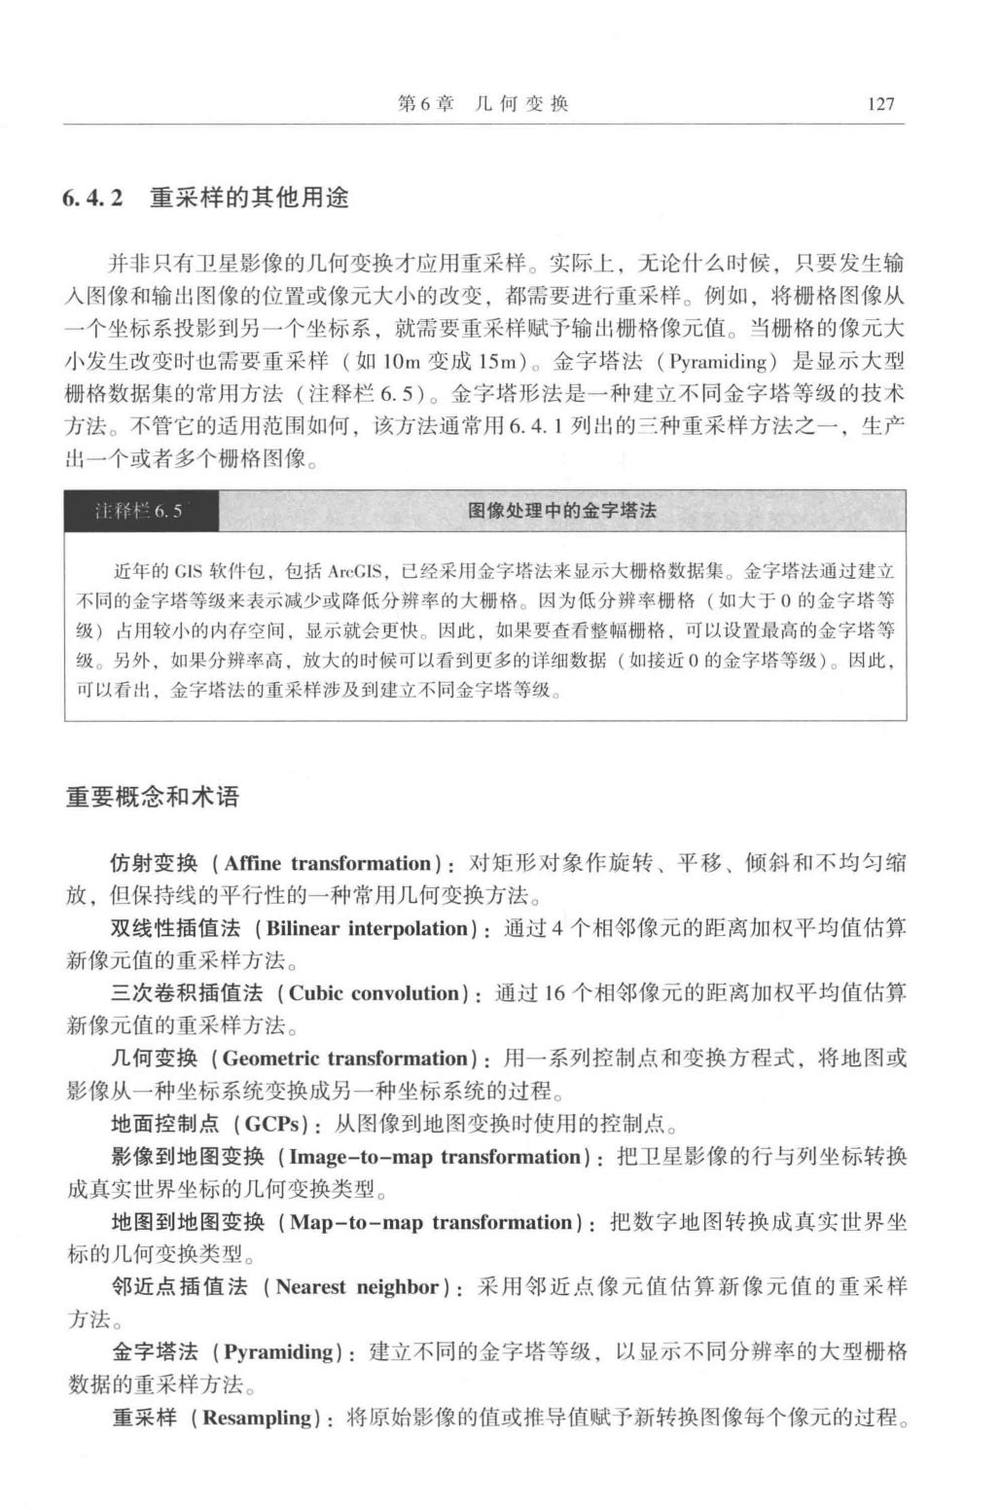 第6章 几何变换 127
6.4.2 重采样的其他用途
并非只有卫星影像的几何变换才应用重采样。实际上，无论什么时候，只要发生输
入图像和输出图像的位置或像元大小的改变，都需要进行重采样。例如，将栅格图像从
一个坐标系投影到另一个坐标系，就需要重采样赋予输出栅格像元值。当栅格的像元大
小发生改变时也需要重采样（如10m 变成15m）。金字塔法（Pyramiding）是显示大型
栅格数据集的常用方法（注释栏6.5）。金字塔形法是一种建立不同金字塔等级的技术
方法。不管它的适用范围如何，该方法通常用6.4.1列出的三种重采样方法之一，生产
出一个或者多个栅格图像。
注释栏6.5 图像处理中的金字塔法
近年的 GIS 软件包，包括 ArcGIS，已经采用金字塔法来显示大栅格数据集。金字塔法通过建立
不同的金字塔等级来表示减少或降低分辨率的大栅格。因为低分辨率栅格（如大于0的金字塔等
级）占用较小的内存空间，显示就会更快。因此，如果要查看整幅栅格，可以设置最高的金字塔等
级。另外，如果分辨率高，放大的时候可以看到更多的详细数据（如接近0的金字塔等级）。因此，
可以看出，金字塔法的重采样涉及到建立不同金字塔等级。
重要概念和术语
仿射变换（Affine transformation）：对矩形对象作旋转、平移、倾斜和不均匀缩
放，但保持线的平行性的一种常用几何变换方法。
双线性插值法（Bilinear interpolation）：通过4个相邻像元的距离加权平均值估算
新像元值的重采样方法。
三次卷积插值法（Cubic convolution）：通过16个相邻像元的距离加权平均值估算
新像元值的重采样方法。
几何变换（Geometric transformation）：用一系列控制点和变换方程式，将地图或
影像从一种坐标系统变换成另一种坐标系统的过程。
地面控制点（GCPs）：从图像到地图变换时使用的控制点。
影像到地图变换（Image-to-map transformation）：把卫星影像的行与列坐标转换
成真实世界坐标的几何变换类型。
地图到地图变换（Map-to-map transformation）：把数字地图转换成真实世界坐
标的几何变换类型。
邻近点插值法（Nearest neighbor）：采用邻近点像元值估算新像元值的重采样
方法。
金字塔法（Pyramiding）：建立不同的金字塔等级，以显示不同分辨率的大型栅格
数据的重采样方法。
重采样（Resampling）：将原始影像的值或推导值赋予新转换图像每个像元的过程。